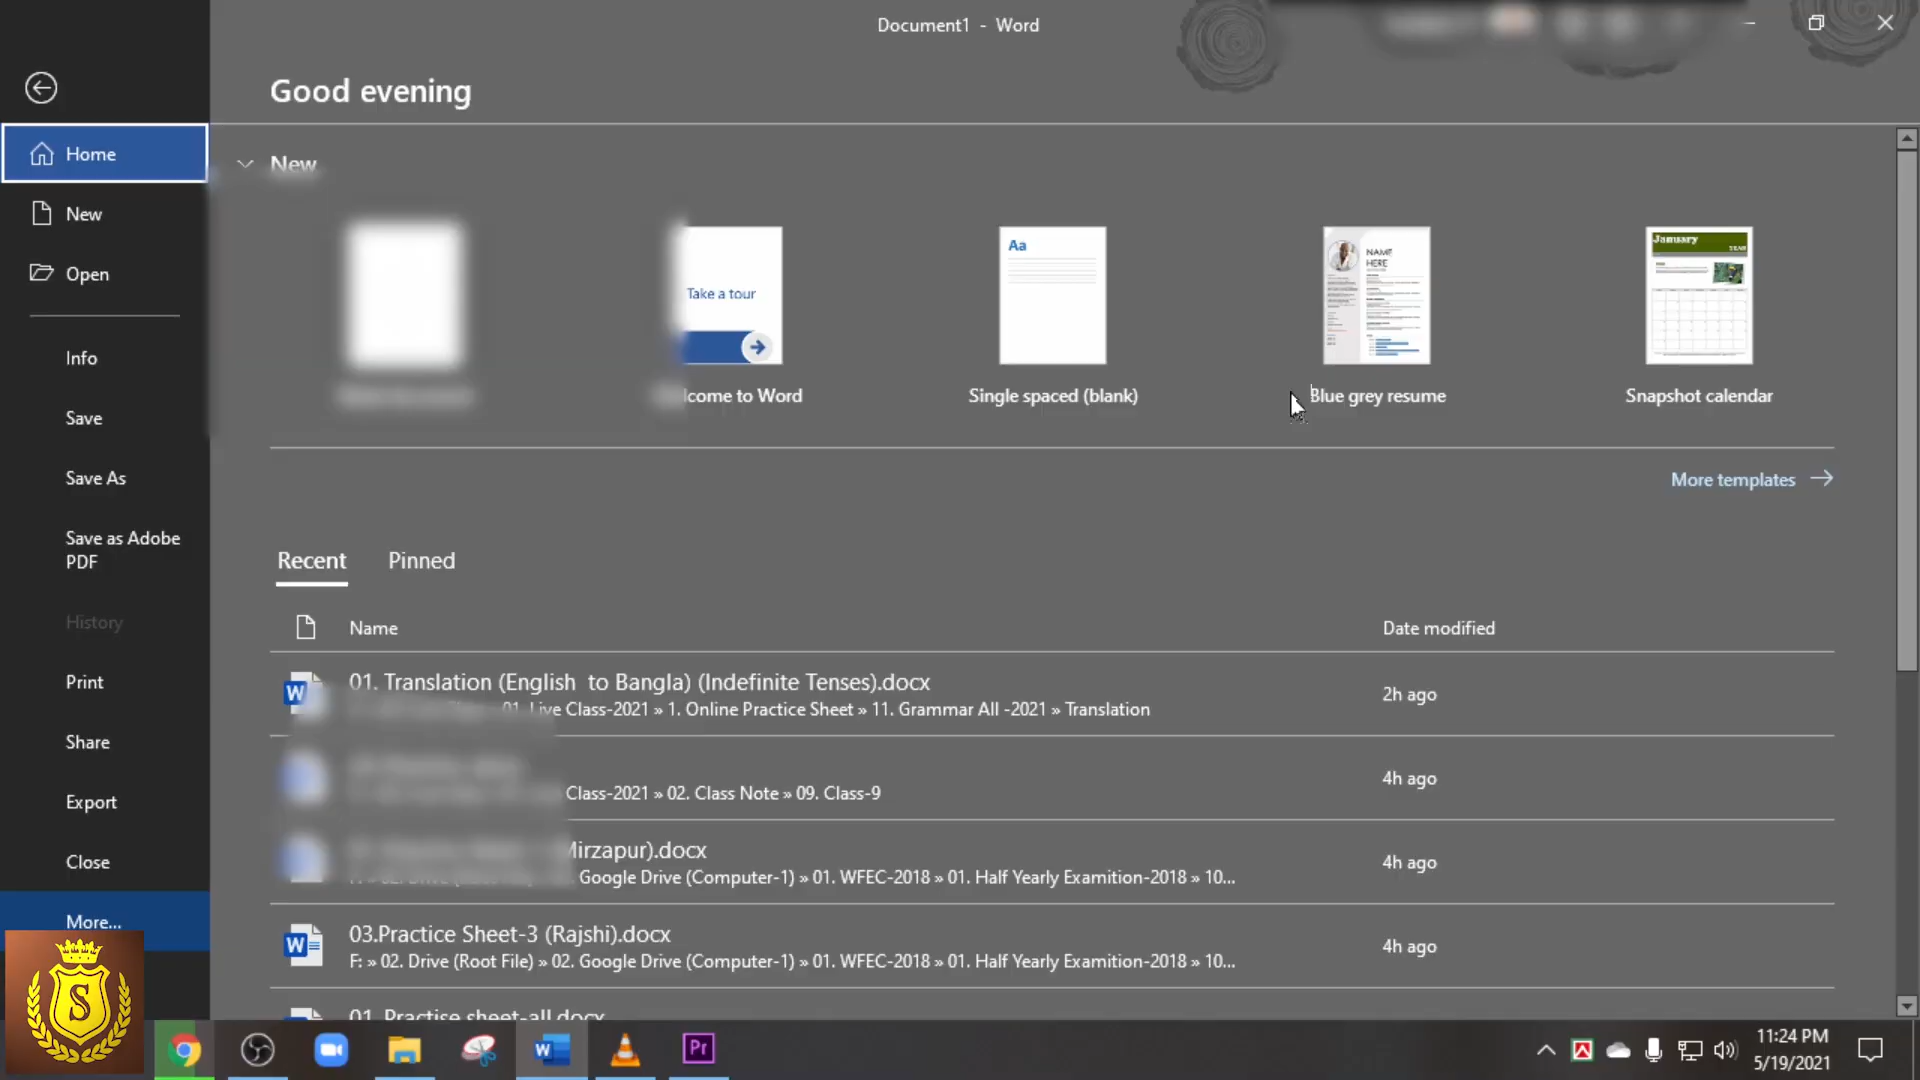 Document1 - Word
Good evening
Home
New
Open
Info
Save
Save As
Save as Adobe
PDF
History
Print
Share
Export
Close
More...
New
Take a tour
lcome to Word
Aa
Single spaced (blank)
NAME
HERE
Blue grey resume
January
YEAR
Snapshot calendar
More templates
Recent Pinned
Name Date modified
01. Translation (English to Bangla) (Indefinite Tenses).docx
01. Live Class-2021 » 1. Online Practice Sheet » 11. Grammar All -2021 » Translation
2h ago
Class-2021 » 02. Class Note » 09. Class-9
4h ago
(Mirzapur).docx
Google Drive (Computer-1) » 01. WFEC-2018 » 01. Half Yearly Examition-2018 » 10...
4h ago
03.Practice Sheet-3 (Rajshi).docx
F: » 02. Drive (Root File) » 02. Google Drive (Computer-1) » 01. WFEC-2018 » 01. Half Yearly Examition-2018 » 10...
4h ago
01. Practise sheet-all.docx
S
Pr
11:24 PM
5/19/2021